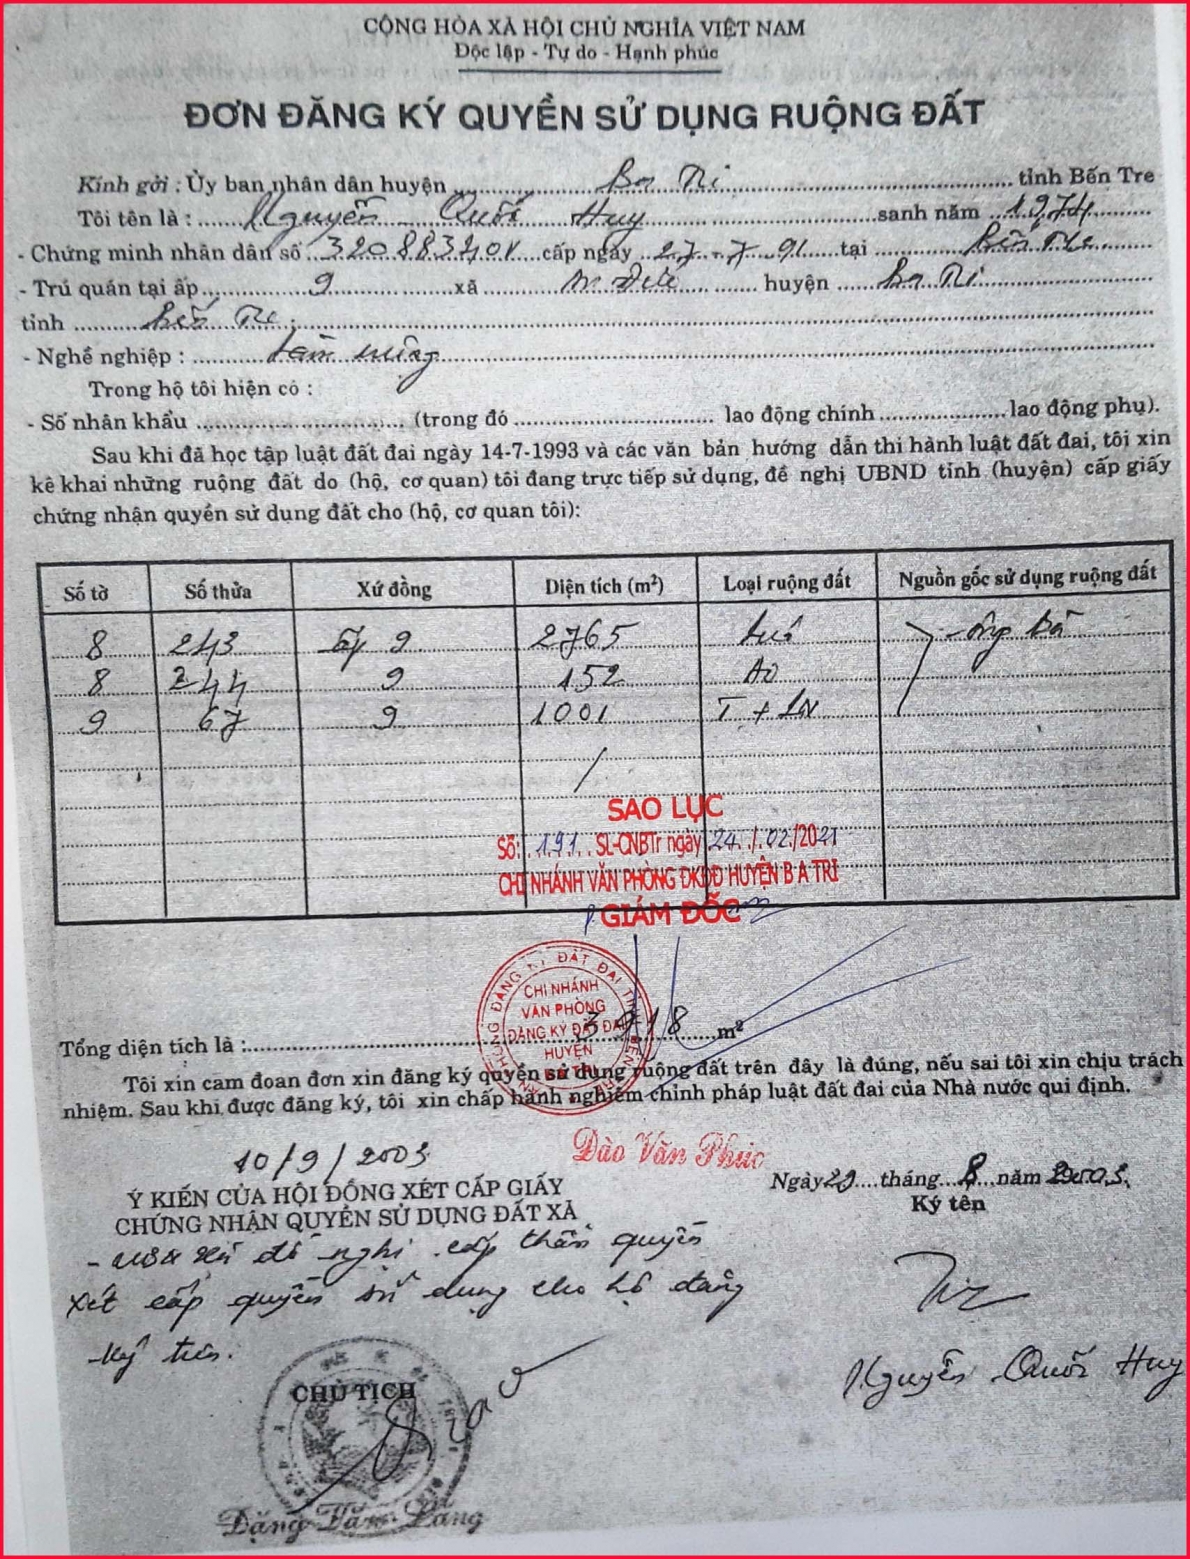 CỘNG HÒA XÃ HỘI CHỦ NGHĨA VIỆT NAM
Độc lập - Tự do - Hạnh phúc
ĐƠN ĐĂNG KÝ QUYỀN SỬ DỤNG RUỘNG ĐẤT
Kính gởi : Ủy ban nhân dân huyện Ba Tri tỉnh Bến Tre
Tôi tên là : Nguyễn Quốc Huy sanh năm 1974
- Chứng minh nhân dân số 320883401 cấp ngày 27.7.91 tại Bến Tre
- Trú quán tại ấp 9 xã An Đức huyện Ba Tri
tỉnh Bến Tre
- Nghề nghiệp : Làm ruộng
Trong hộ tôi hiện có :
- Số nhân khẩu (trong đó lao động chính lao động phụ).
Sau khi đã học tập luật đất đai ngày 14-7-1993 và các văn bản hướng dẫn thi hành luật đất đai, tôi xin
kê khai những ruộng đất do (hộ, cơ quan) tôi đang trực tiếp sử dụng, đề nghị UBND tỉnh (huyện) cấp giấy
chứng nhận quyền sử dụng đất cho (hộ, cơ quan tôi):
Số tờ Số thửa Xứ đồng Diện tích (m²) Loại ruộng đất Nguồn gốc sử dụng ruộng đất
8 243 ấp 9 2765 Lúa - ông bà
8 244 9 152 Ao
9 67 9 1001 T + LN
SAO LỤC
Số: 191 SL-CNBTr ngày 24/02/2021
CHI NHÁNH VĂN PHÒNG ĐKĐĐ HUYỆN BA TRI
GIÁM ĐỐC
CHI NHÁNH
VĂN PHÒNG
ĐĂNG KÝ ĐẤT ĐAI
HUYỆN
Tổng diện tích là : 3918 m²
Tôi xin cam đoan đơn xin đăng ký quyền sử dụng ruộng đất trên đây là đúng, nếu sai tôi xin chịu trách
nhiệm. Sau khi được đăng ký, tôi xin chấp hành nghiêm chỉnh pháp luật đất đai của Nhà nước qui định.
Đào Văn Phúc
10/9/2003
Ngày 29 tháng 8 năm 2003
Ý KIẾN CỦA HỘI ĐỒNG XÉT CẤP GIẤY
Ký tên
CHỨNG NHẬN QUYỀN SỬ DỤNG ĐẤT XÃ
- đề nghị cấp thẩm quyền
xét cấp quyền sử dụng cho hộ đăng
ký tên.
CHỦ TỊCH
Nguyễn Quốc Huy
Đặng Văn